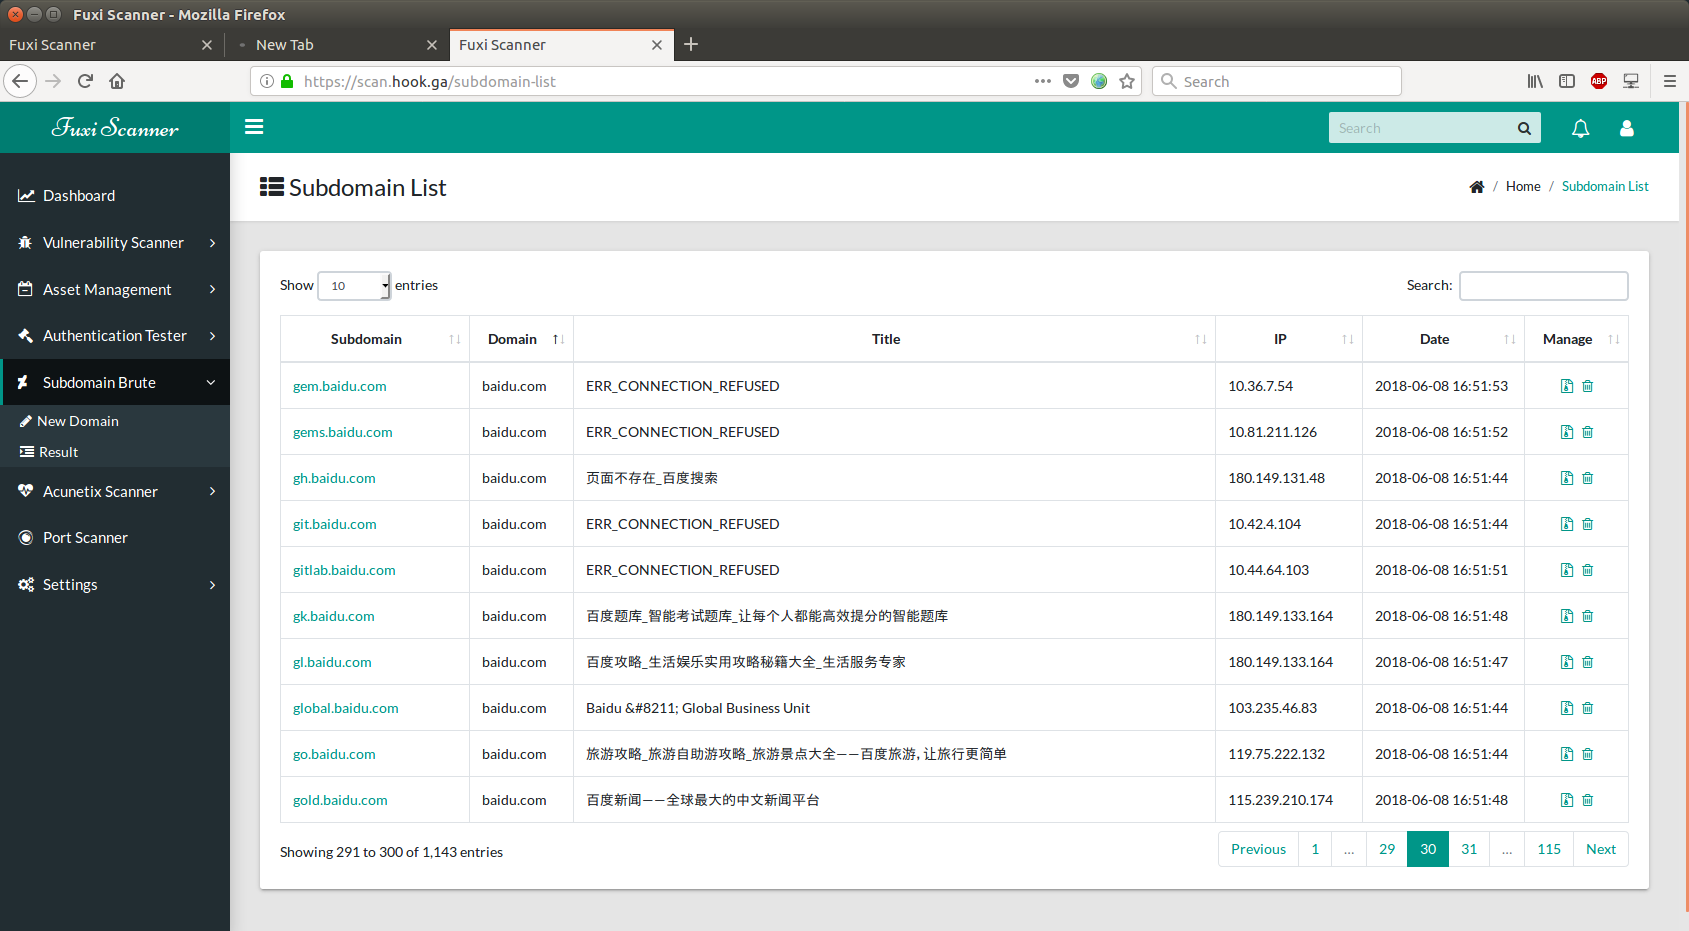 Fuxi Scanner - Mozilla Firefox
Fuxi Scanner New Tab Fuxi Scanner
https://scan.hook.ga/subdomain-list Search ABP
Fuxi Scanner Search
Dashboard
Vulnerability Scanner
Asset Management
Authentication Tester
Subdomain Brute
New Domain
Result
Acunetix Scanner
Port Scanner
Settings
Subdomain List / Home / Subdomain List
Show 10 entries Search:
Subdomain Domain Title IP Date Manage
gem.baidu.com baidu.com ERR_CONNECTION_REFUSED 10.36.7.54 2018-06-08 16:51:53
gems.baidu.com baidu.com ERR_CONNECTION_REFUSED 10.81.211.126 2018-06-08 16:51:52
gh.baidu.com baidu.com 页面不存在_百度搜索 180.149.131.48 2018-06-08 16:51:44
git.baidu.com baidu.com ERR_CONNECTION_REFUSED 10.42.4.104 2018-06-08 16:51:44
gitlab.baidu.com baidu.com ERR_CONNECTION_REFUSED 10.44.64.103 2018-06-08 16:51:51
gk.baidu.com baidu.com 百度题库_智能考试题库_让每个人都能高效提分的智能题库 180.149.133.164 2018-06-08 16:51:48
gl.baidu.com baidu.com 百度攻略_生活娱乐实用攻略秘籍大全_生活服务专家 180.149.133.164 2018-06-08 16:51:47
global.baidu.com baidu.com Baidu &#8211; Global Business Unit 103.235.46.83 2018-06-08 16:51:44
go.baidu.com baidu.com 旅游攻略_旅游自助游攻略_旅游景点大全——百度旅游，让旅行更简单 119.75.222.132 2018-06-08 16:51:44
gold.baidu.com baidu.com 百度新闻——全球最大的中文新闻平台 115.239.210.174 2018-06-08 16:51:48
Showing 291 to 300 of 1,143 entries Previous 1 ... 29 30 31 ... 115 Next